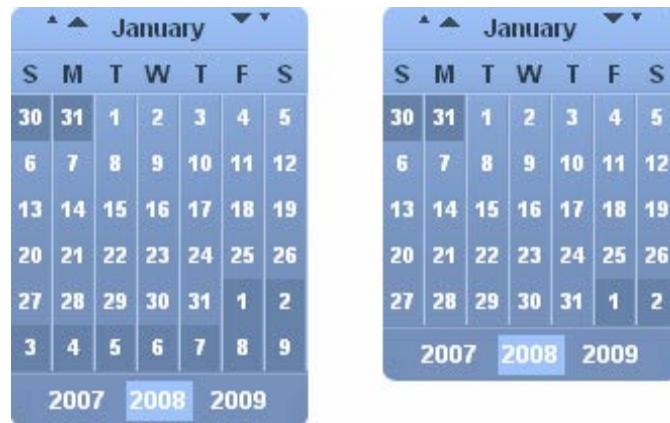 January
S M T W T F S
30 31 1 2 3 4 5
6 7 8 9 10 11 12
13 14 15 16 17 18 19
20 21 22 23 24 25 26
27 28 29 30 31 1 2
3 4 5 6 7 8 9
2007 2008 2009
January
S M T W T F S
30 31 1 2 3 4 5
6 7 8 9 10 11 12
13 14 15 16 17 18 19
20 21 22 23 24 25 26
27 28 29 30 31 1 2
2007 2008 2009